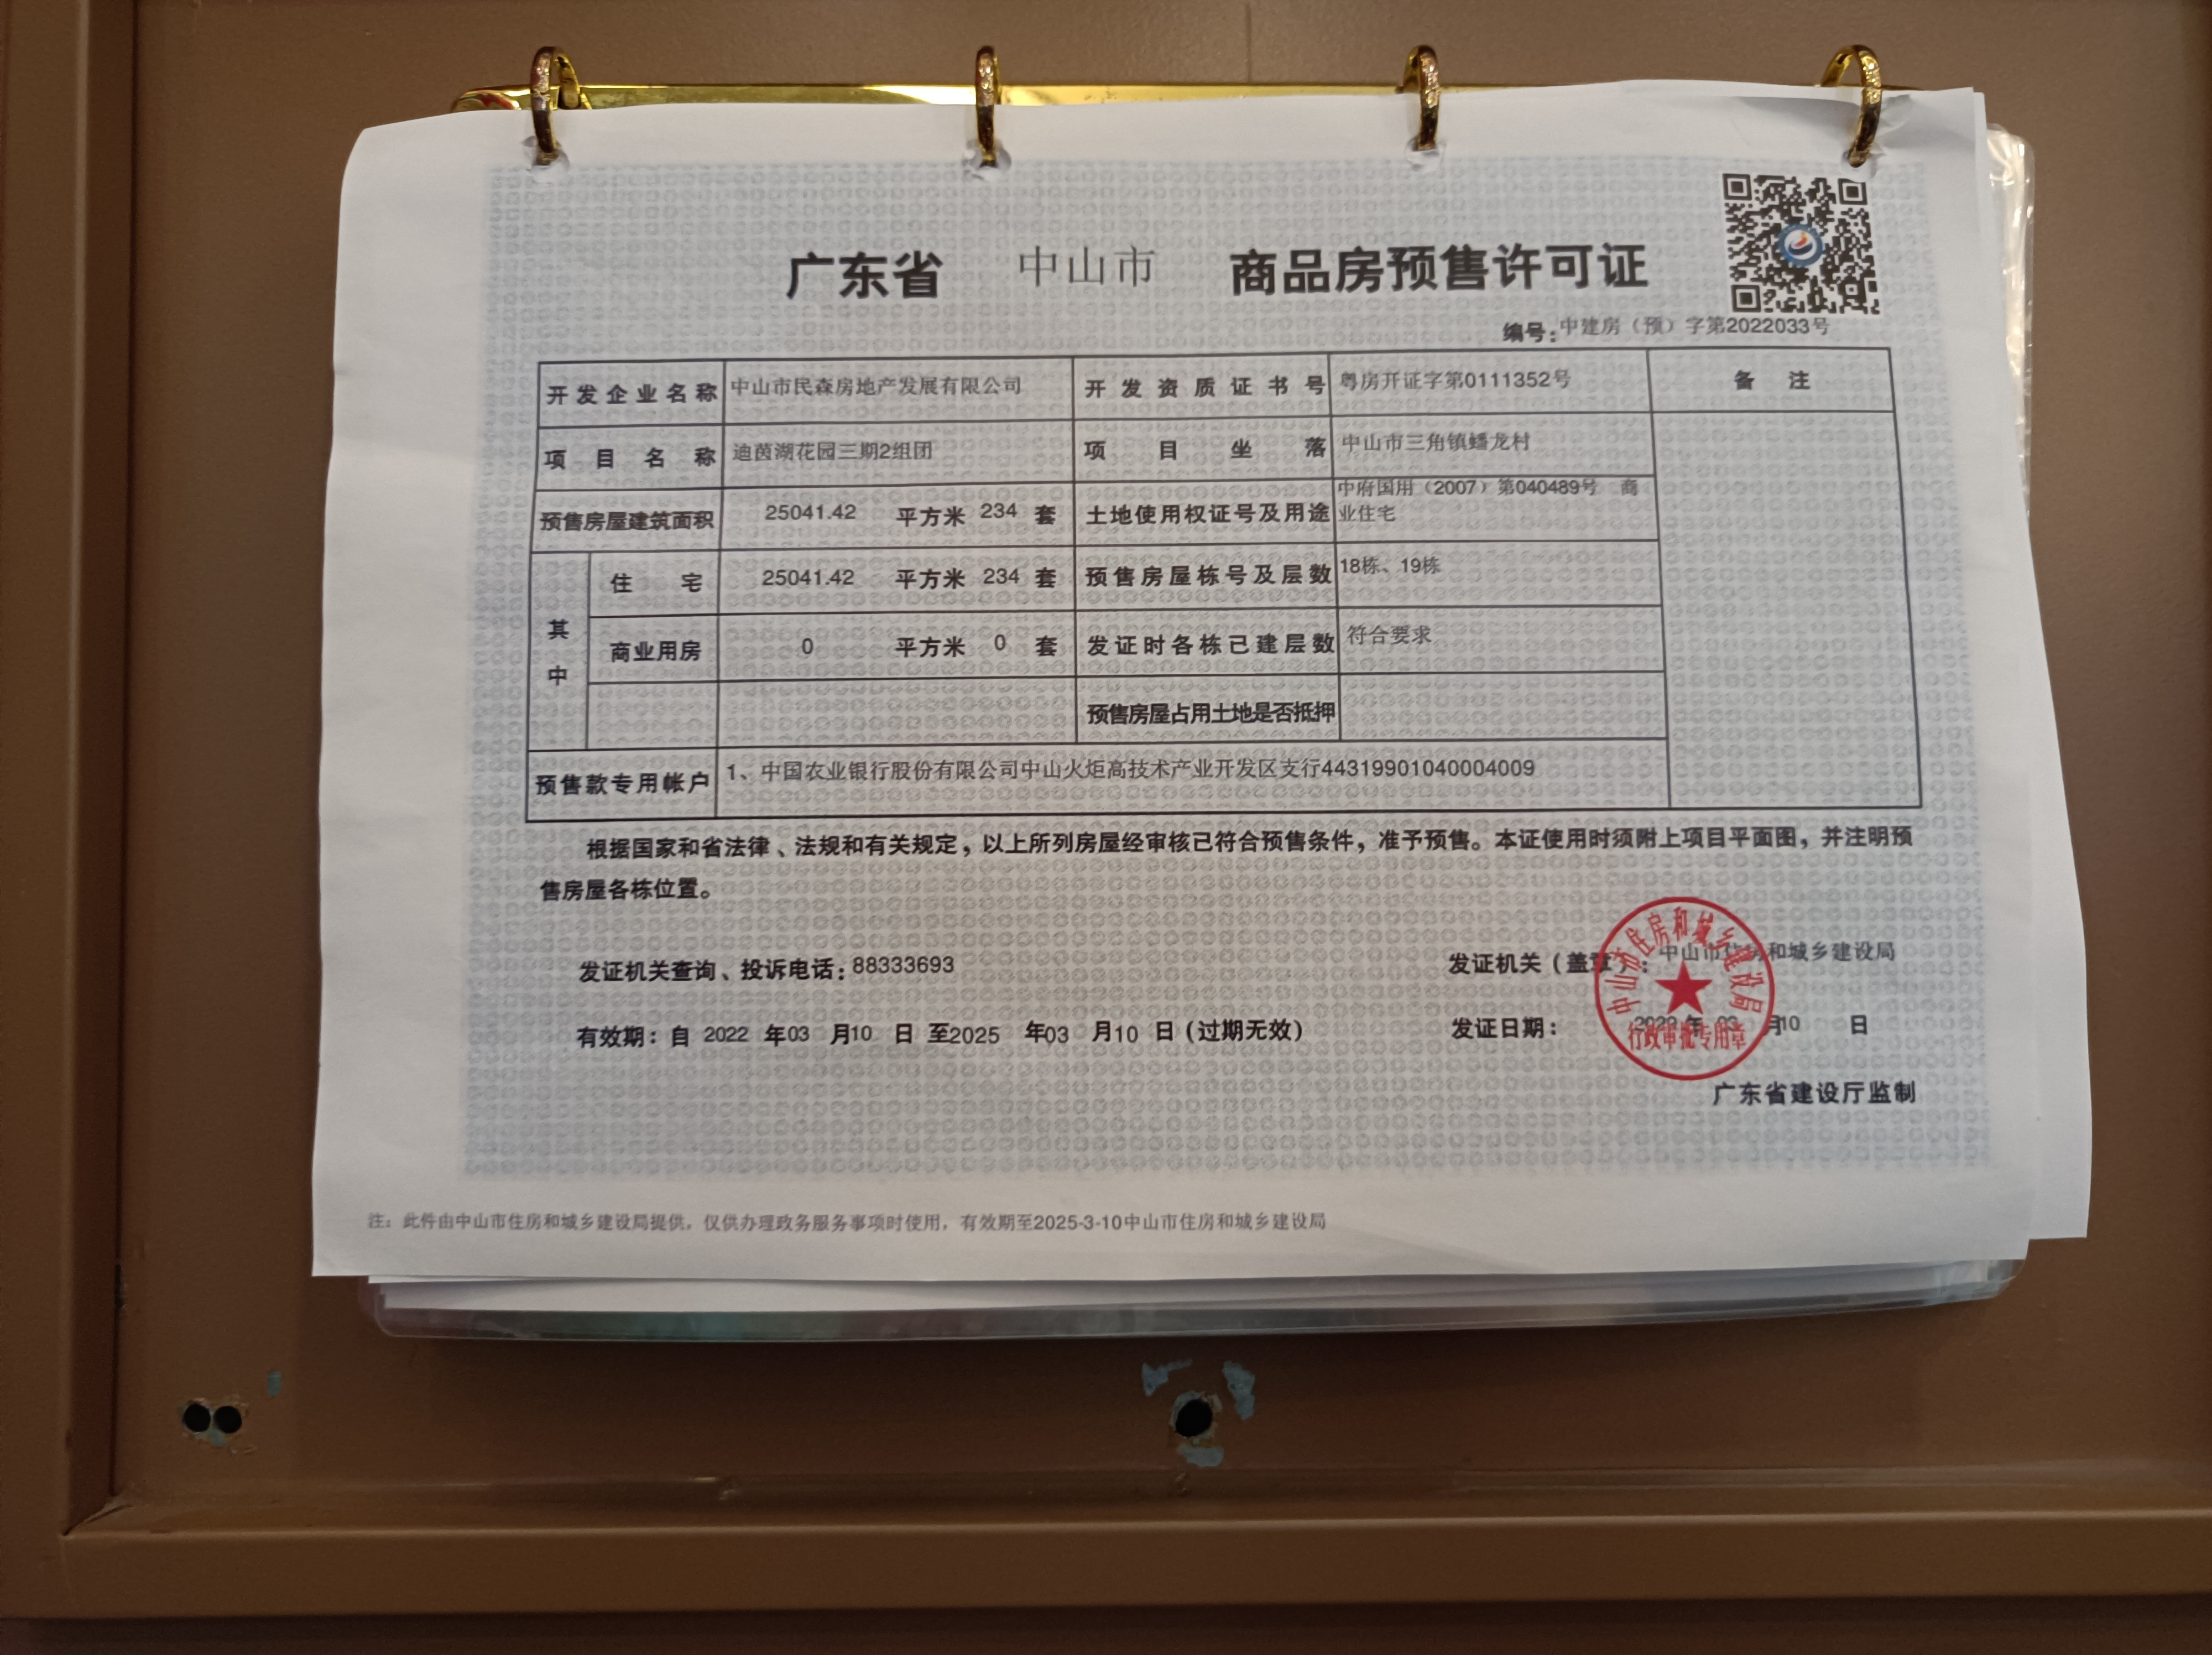 广东省 中山市 商品房预售许可证
编号:中建房（预）字第2022033号
开发企业名称 中山市民森房地产发展有限公司 开发资质证书号 粤房开证字第0111352号 备注
项目名称 迪茵湖花园三期2组团 项目坐落 中山市三角镇蟠龙村
预售房屋建筑面积 25041.42 平方米 234 套 土地使用权证号及用途 中府国用（2007）第040489号 商
业住宅
其中 住宅 25041.42 平方米 234 套 预售房屋栋号及层数 18栋、19栋
商业用房 0 平方米 0 套 发证时各栋已建层数 符合要求
预售房屋占用土地是否抵押
预售款专用帐户 1、中国农业银行股份有限公司中山火炬高技术产业开发区支行44319901040004009
根据国家和省法律、法规和有关规定，以上所列房屋经审核已符合预售条件，准予预售。本证使用时须附上项目平面图，并注明预
售房屋各栋位置。
发证机关查询、投诉电话:88333693 发证机关（盖章）: 中山市住房和城乡建设局
有效期：自 2022 年03 月10 日 至2025 年03 月10 日（过期无效） 发证日期： 2022 年 03 月10 日
中山市住房和城乡建设局
行政审批专用章
广东省建设厅监制
注：此件由中山市住房和城乡建设局提供，仅供办理政务服务事项时使用，有效期至2025-3-10中山市住房和城乡建设局